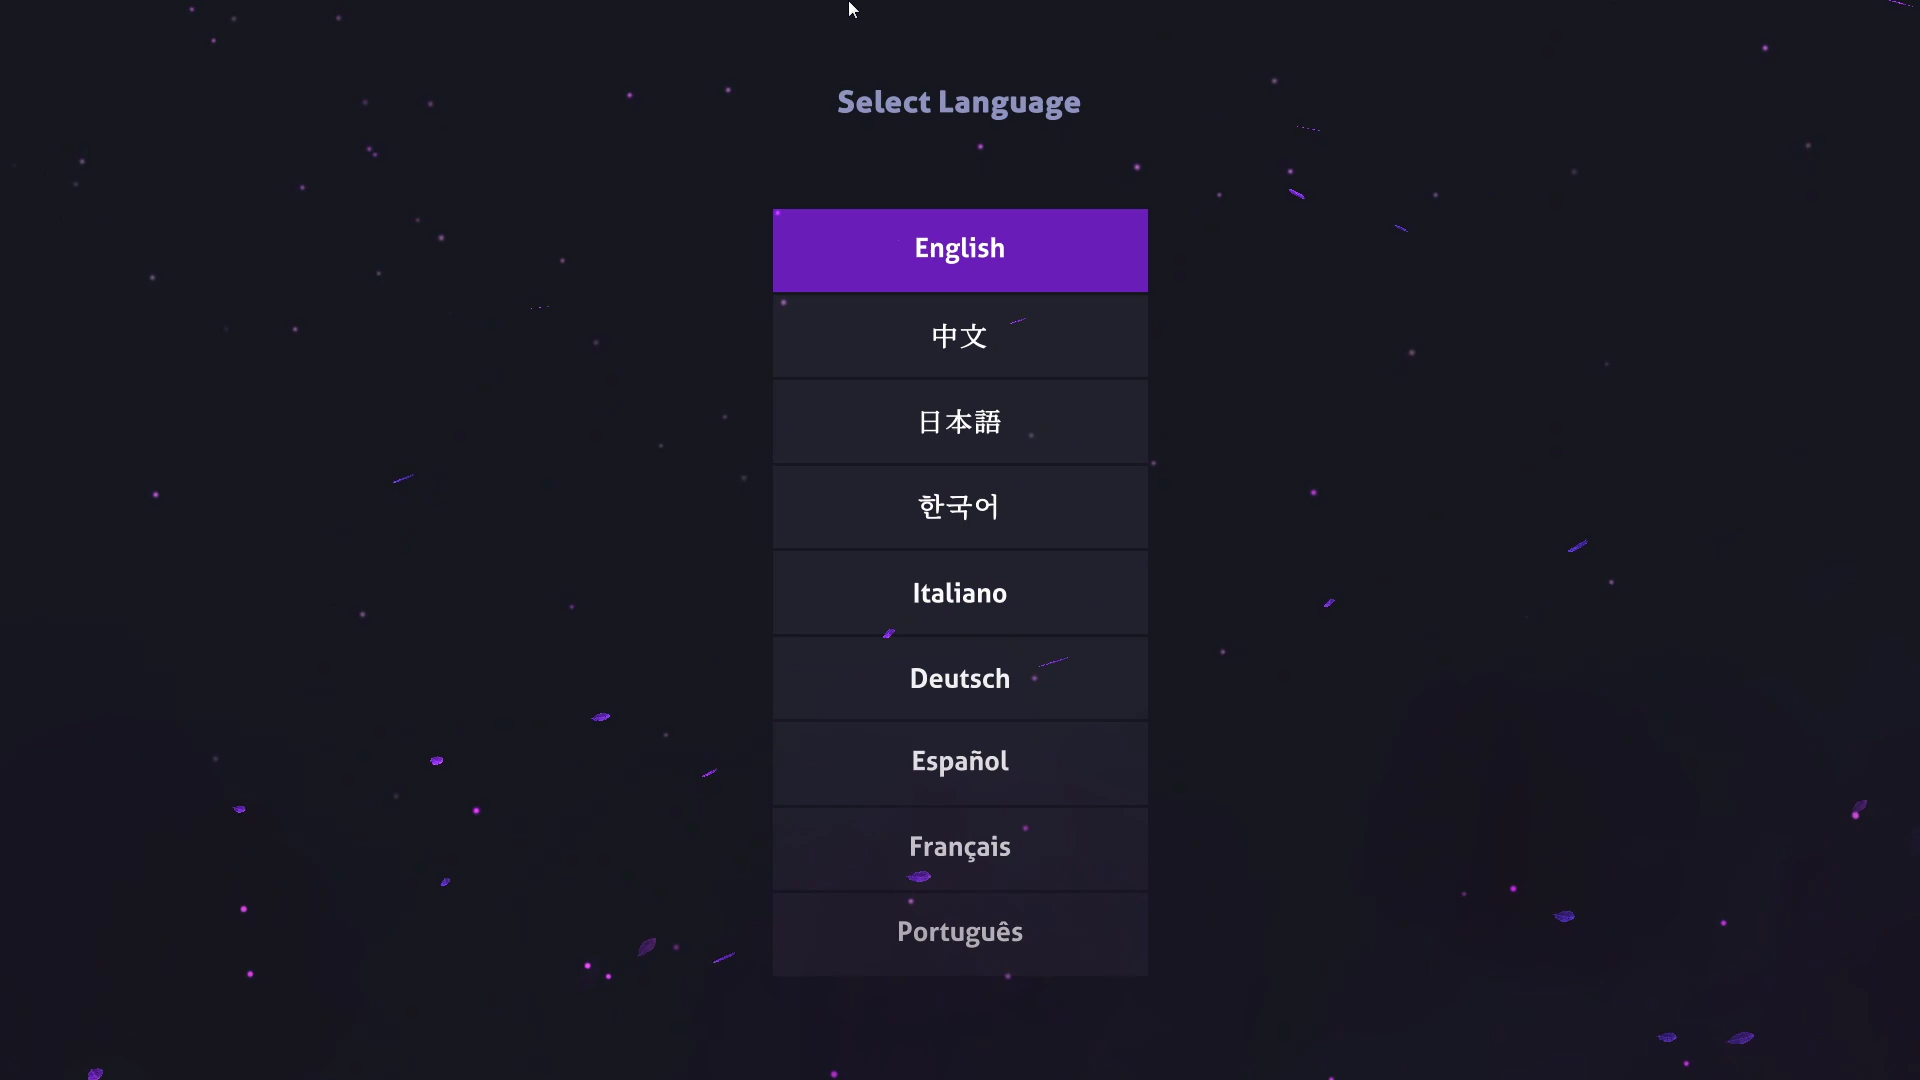 Select Language
English
中文
日本語
한국어
Italiano
Deutsch
Español
Français
Português